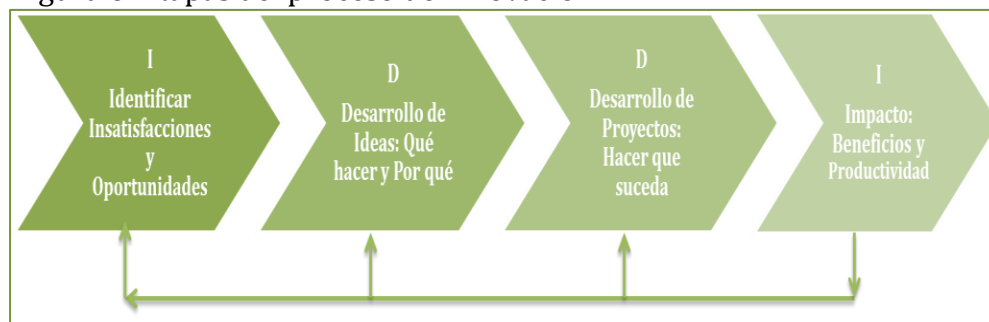 I
Identificar
Insatisfacciones
y
Oportunidades
D
Desarrollo de
Ideas: Qué
hacer y Por qué
D
Desarrollo de
Proyectos:
Hacer que
suceda
I
Impacto:
Beneficios y
Productividad